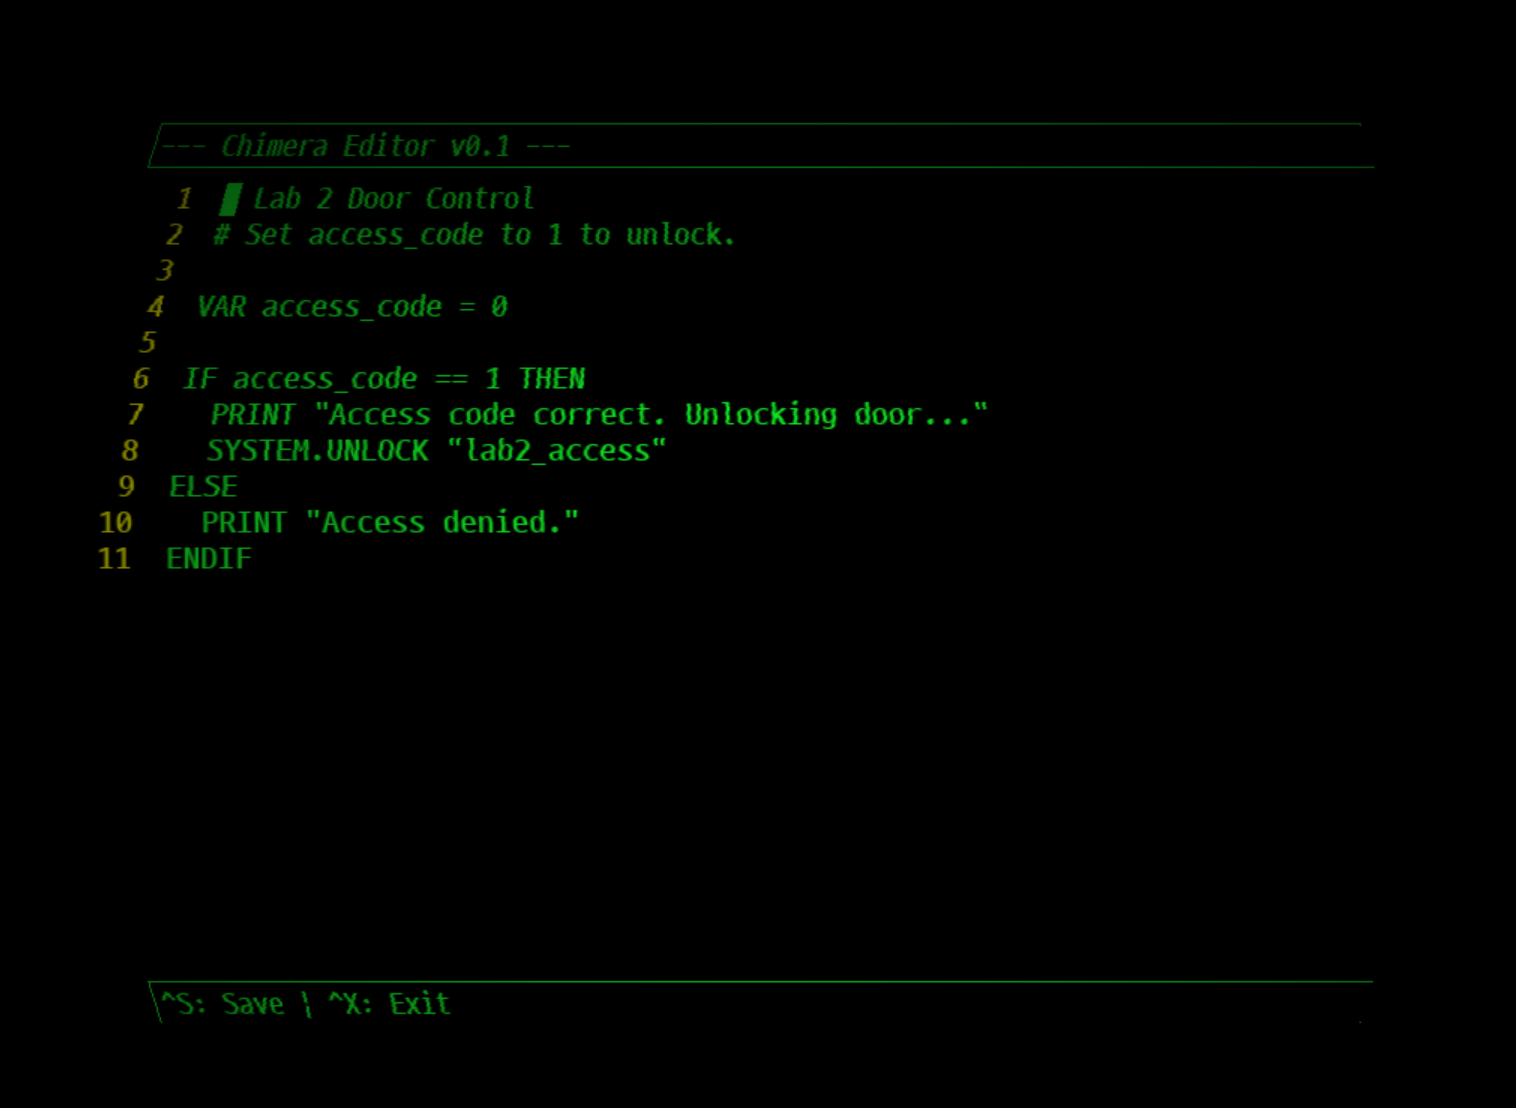 --- Chimera Editor v0.1 ---
1 Lab 2 Door Control
2 # Set access_code to 1 to unlock.
3
4 VAR access_code = 0
5
6 IF access_code == 1 THEN
7 PRINT "Access code correct. Unlocking door..."
8 SYSTEM.UNLOCK "lab2_access"
9 ELSE
10 PRINT "Access denied."
11 ENDIF
^S: Save | ^X: Exit